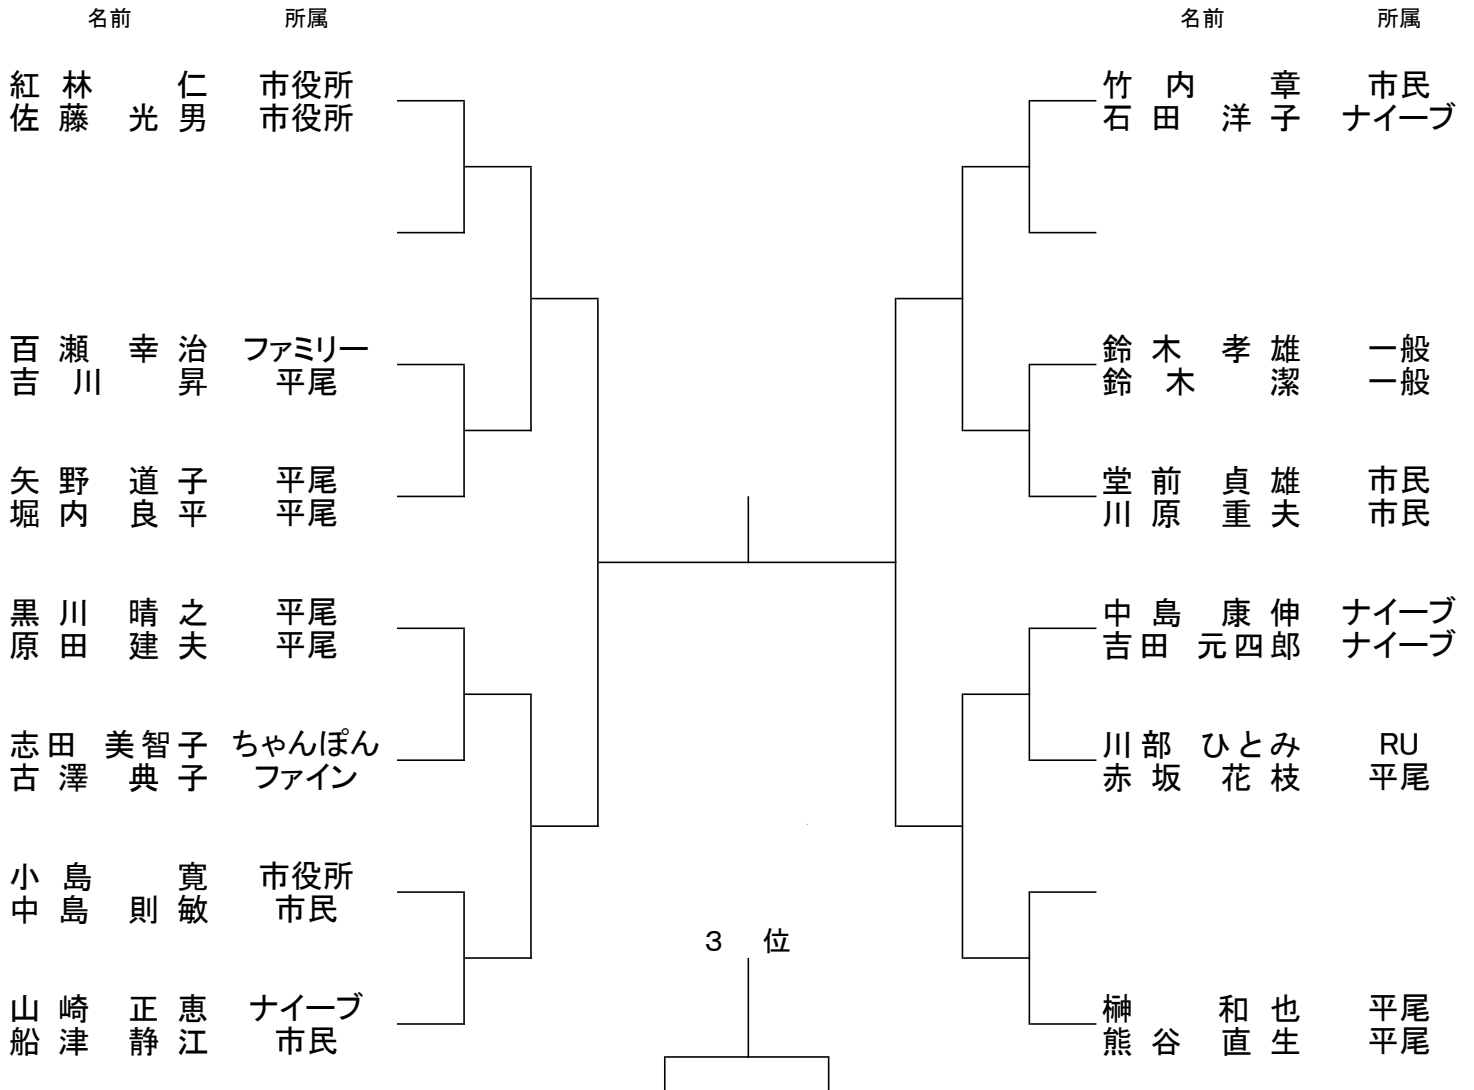 名前 所属 名前 所属
紅林 仁 市役所 竹内 章 市民
佐藤 光男 市役所 石田 洋子 ナイーブ
百瀬 幸治 ファミリー 鈴木 孝雄 一般
吉川 昇 平尾 鈴木 潔 一般
矢野 道子 平尾 堂前 貞雄 市民
堀内 良平 平尾 川原 重夫 市民
黒川 晴之 平尾 中島 康伸 ナイーブ
原田 建夫 平尾 吉田 元四郎 ナイーブ
志田 美智子 ちゃんぽん 川部 ひとみ RU
古澤 典子 ファイン 赤坂 花枝 平尾
小島 寛 市役所
中島 則敏 市民
3 位
山崎 正恵 ナイーブ 榊 和也 平尾
船津 静江 市民 熊谷 直生 平尾